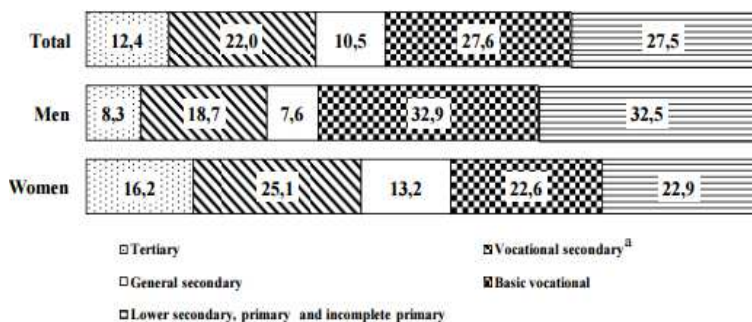 Total 12,4 22,0 10,5 27,6 27,5
Men 8,3 18,7 7,6 32,9 32,5
Women 16,2 25,1 13,2 22,6 22,9
Tertiary Vocational secondary a
General secondary Basic vocational
Lower secondary, primary and incomplete primary